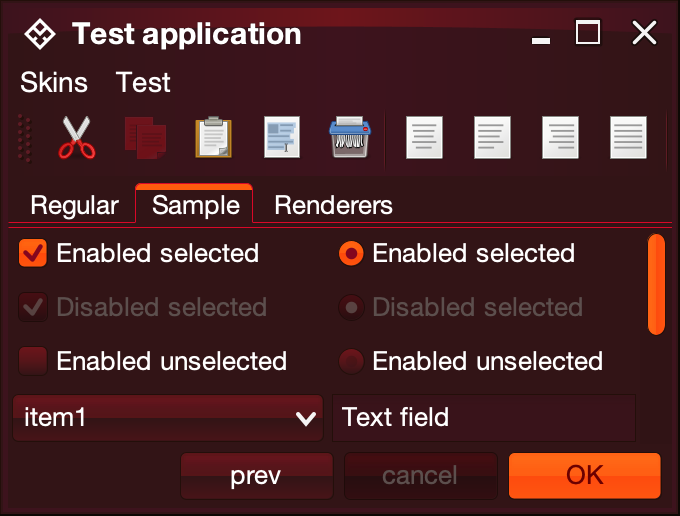 Test application
Skins Test
Regular Sample Renderers
Enabled selected Enabled selected
Disabled selected Disabled selected
Enabled unselected Enabled unselected
item1 Text field
prev cancel OK